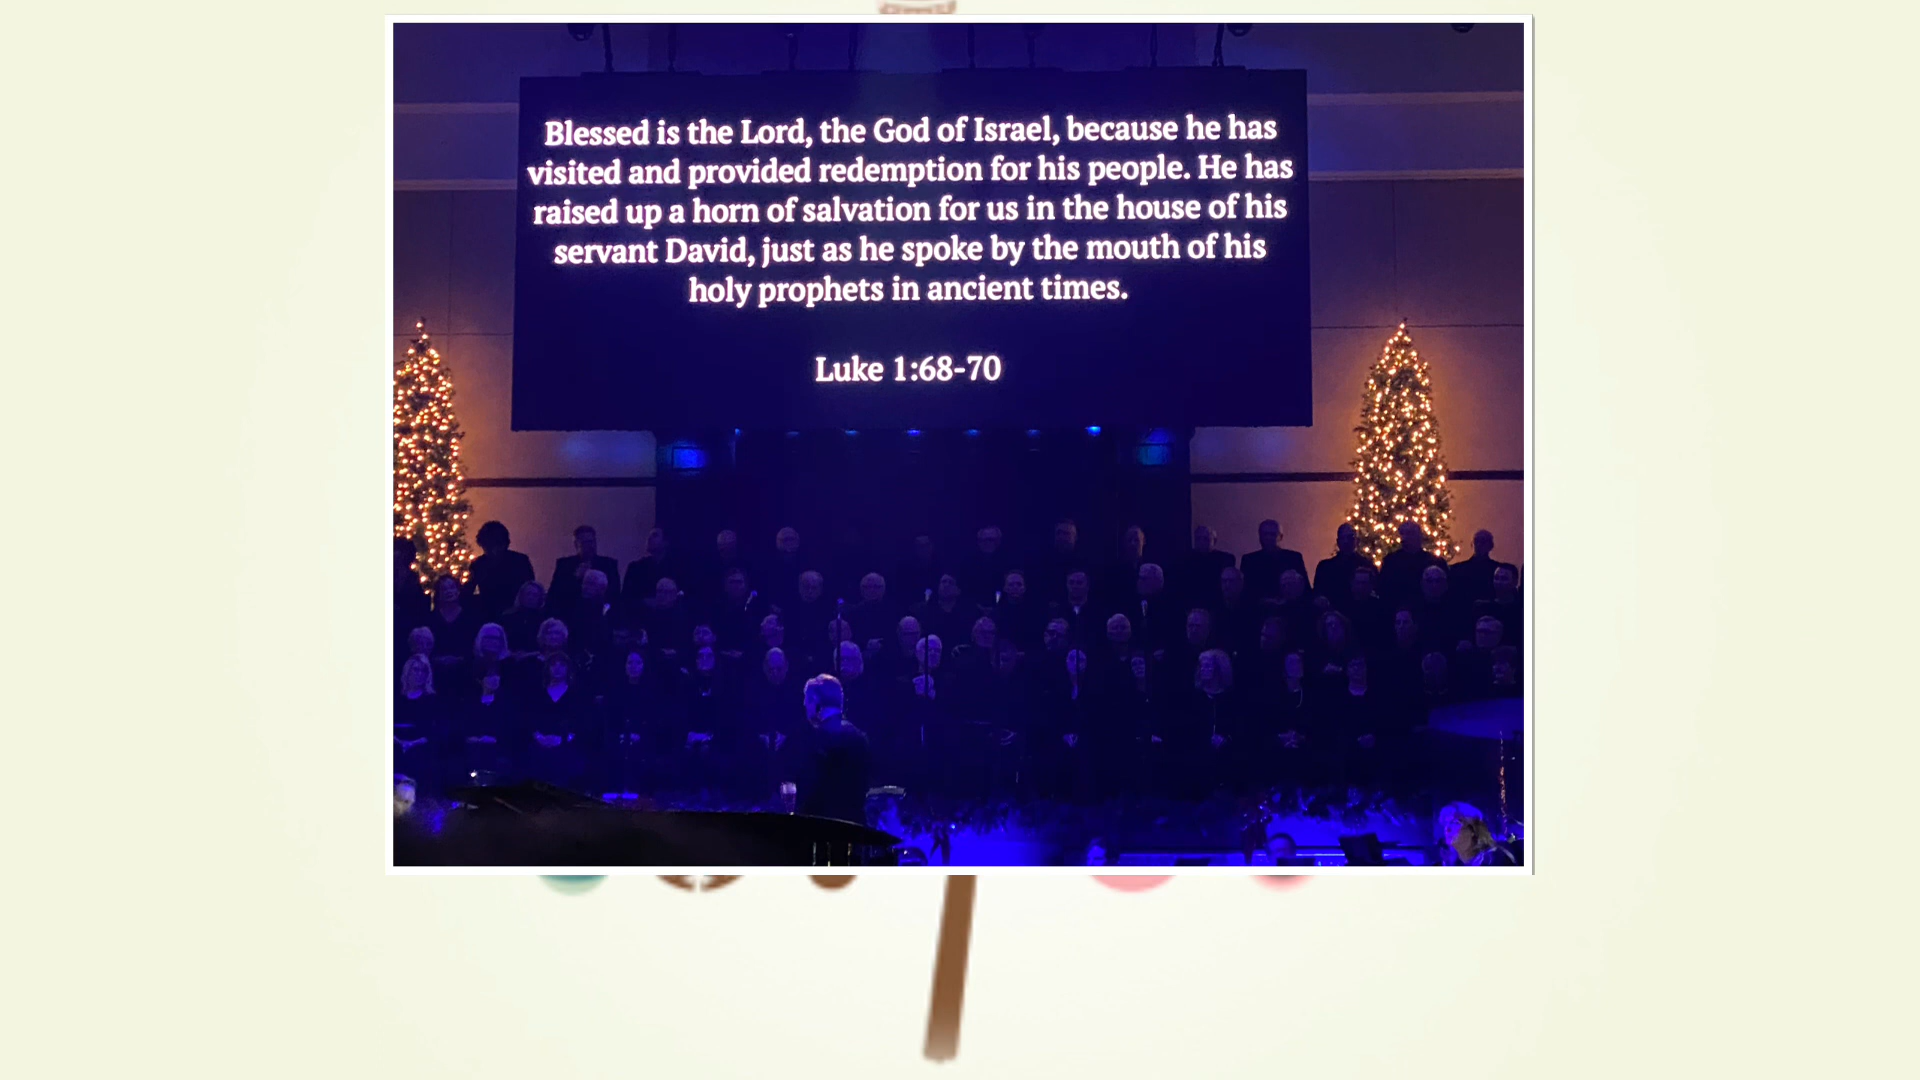 Blessed is the Lord, the God of Israel, because he has
visited and provided redemption for his people. He has
raised up a horn of salvation for us in the house of his
servant David, just as he spoke by the mouth of his
holy prophets in ancient times.
Luke 1:68-70